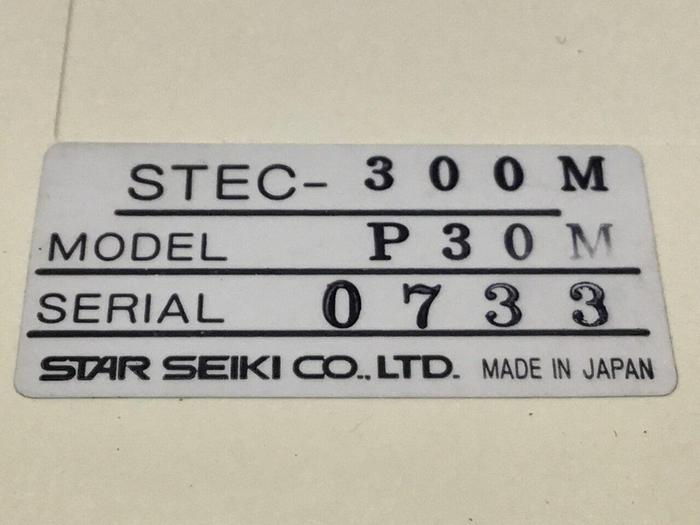 STEC- 300M
MODEL P30M
SERIAL 0733
STAR SEIKI CO., LTD. MADE IN JAPAN